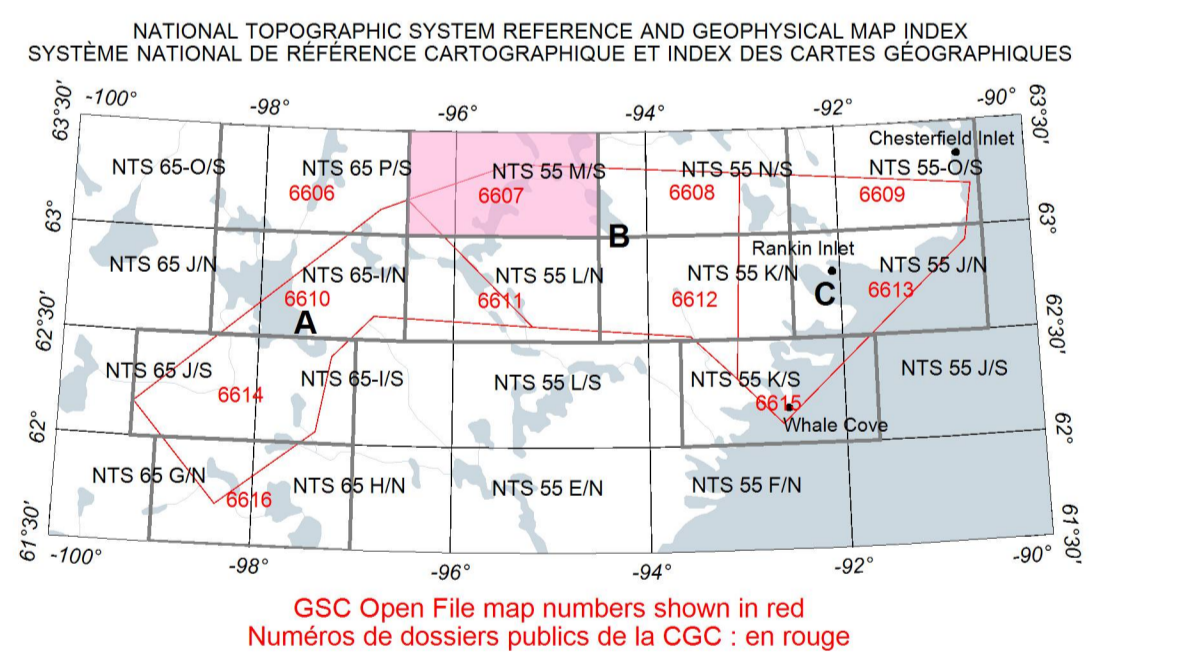 NATIONAL TOPOGRAPHIC SYSTEM REFERENCE AND GEOPHYSICAL MAP INDEX
SYSTÈME NATIONAL DE RÉFÉRENCE CARTOGRAPHIQUE ET INDEX DES CARTES GÉOGRAPHIQUES
63°30' -100° -98° -96° -94° -92° -90° 63°30'
Chesterfield Inlet
NTS 65-O/S NTS 65 P/S NTS 55 M/S NTS 55 N/S NTS 55-O/S
6606 6607 6608 6609
63° 63°
B
Rankin Inlet
NTS 65 J/N NTS 65-I/N NTS 55 L/N NTS 55 K/N NTS 55 J/N
6610 6611 6612 C 6613
A
62°30' 62°30'
NTS 65 J/S NTS 65-I/S NTS 55 L/S NTS 55 K/S NTS 55 J/S
6614 6615
Whale Cove
62° 62°
NTS 65 G/N NTS 65 H/N NTS 55 E/N NTS 55 F/N
6616
61°30' 61°30'
-100° -98° -96° -94° -92° -90°
GSC Open File map numbers shown in red
Numéros de dossiers publics de la CGC : en rouge